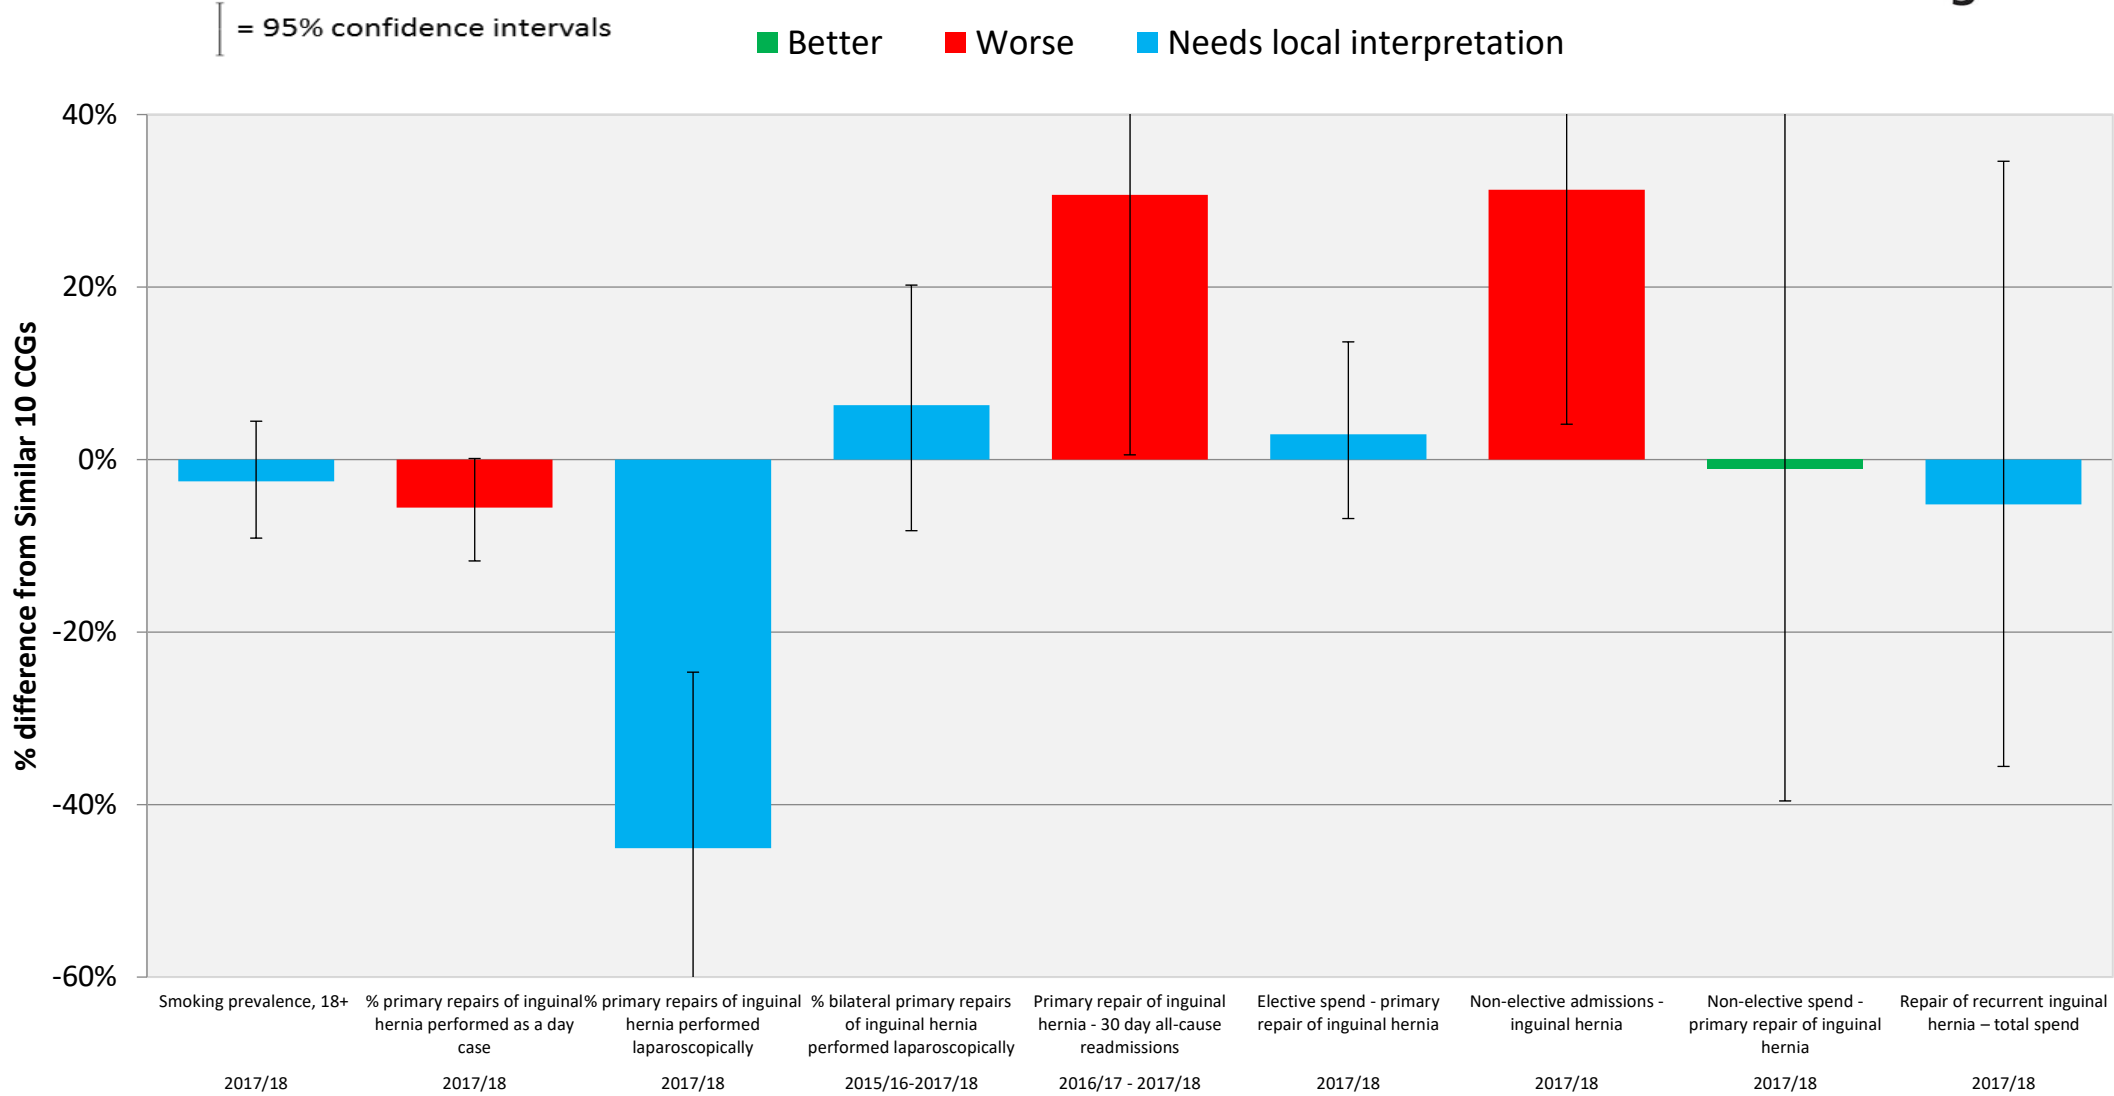 = 95% confidence intervals
Better Worse Needs local interpretation
% difference from Similar 10 CCGs
40%
20%
0%
-20%
-40%
-60%
Smoking prevalence, 18+
2017/18
% primary repairs of inguinal
hernia performed as a day
case
2017/18
% primary repairs of inguinal
hernia performed
laparoscopically
2017/18
% bilateral primary repairs
of inguinal hernia
performed laparoscopically
2015/16-2017/18
Primary repair of inguinal
hernia - 30 day all-cause
readmissions
2016/17 - 2017/18
Elective spend - primary
repair of inguinal hernia
2017/18
Non-elective admissions -
inguinal hernia
2017/18
Non-elective spend -
primary repair of inguinal
hernia
2017/18
Repair of recurrent inguinal
hernia – total spend
2017/18